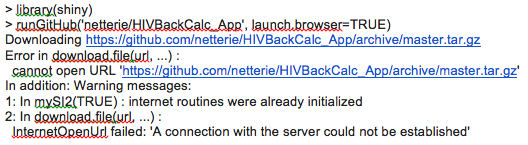 > library(shiny)
> runGitHub('netterie/HIVBackCalc_App', launch.browser=TRUE)
Downloading https://github.com/netterie/HIVBackCalc_App/archive/master.tar.gz
Error in download.file(url, ...) :
cannot open URL 'https://github.com/netterie/HIVBackCalc_App/archive/master.tar.gz'
In addition: Warning messages:
1: In mySI2(TRUE) : internet routines were already initialized
2: In download.file(url, ...) :
InternetOpenUrl failed: 'A connection with the server could not be established'